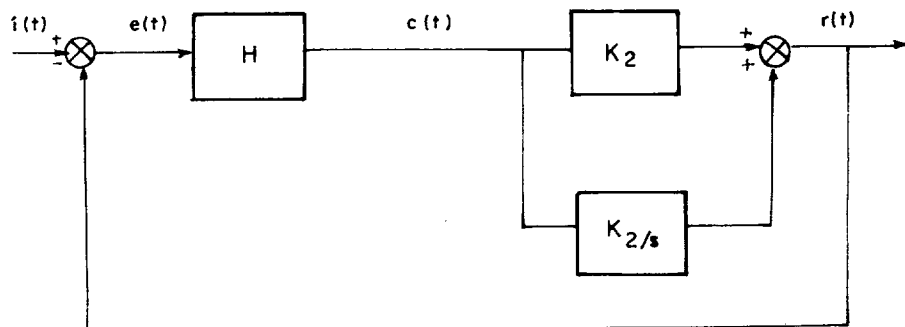 i(t)
+
-
e(t)
H
c(t)
K2
+
+
r(t)
K2/s